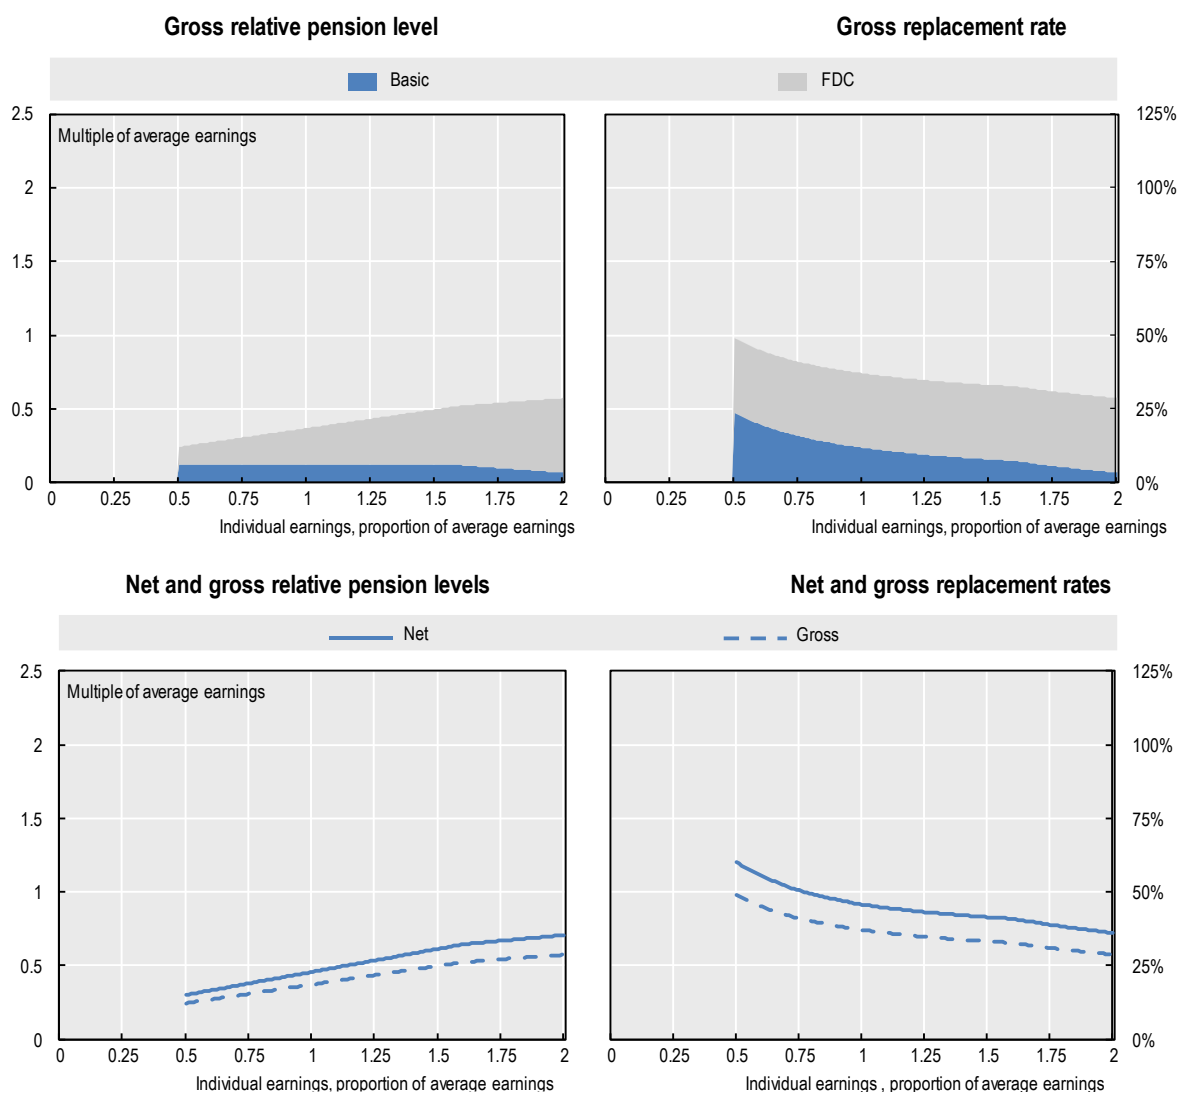 Gross relative pension level
Gross replacement rate
Basic
FDC
2.5
2
1.5
1
0.5
0
Multiple of average earnings
0 0.25 0.5 0.75 1 1.25 1.5 1.75 2
Individual earnings, proportion of average earnings
125%
100%
75%
50%
25%
0%
0 0.25 0.5 0.75 1 1.25 1.5 1.75 2
Individual earnings, proportion of average earnings
Net and gross relative pension levels
Net and gross replacement rates
Net
Gross
2.5
2
1.5
1
0.5
0
Multiple of average earnings
0 0.25 0.5 0.75 1 1.25 1.5 1.75 2
Individual earnings, proportion of average earnings
125%
100%
75%
50%
25%
0%
0 0.25 0.5 0.75 1 1.25 1.5 1.75 2
Individual earnings , proportion of average earnings